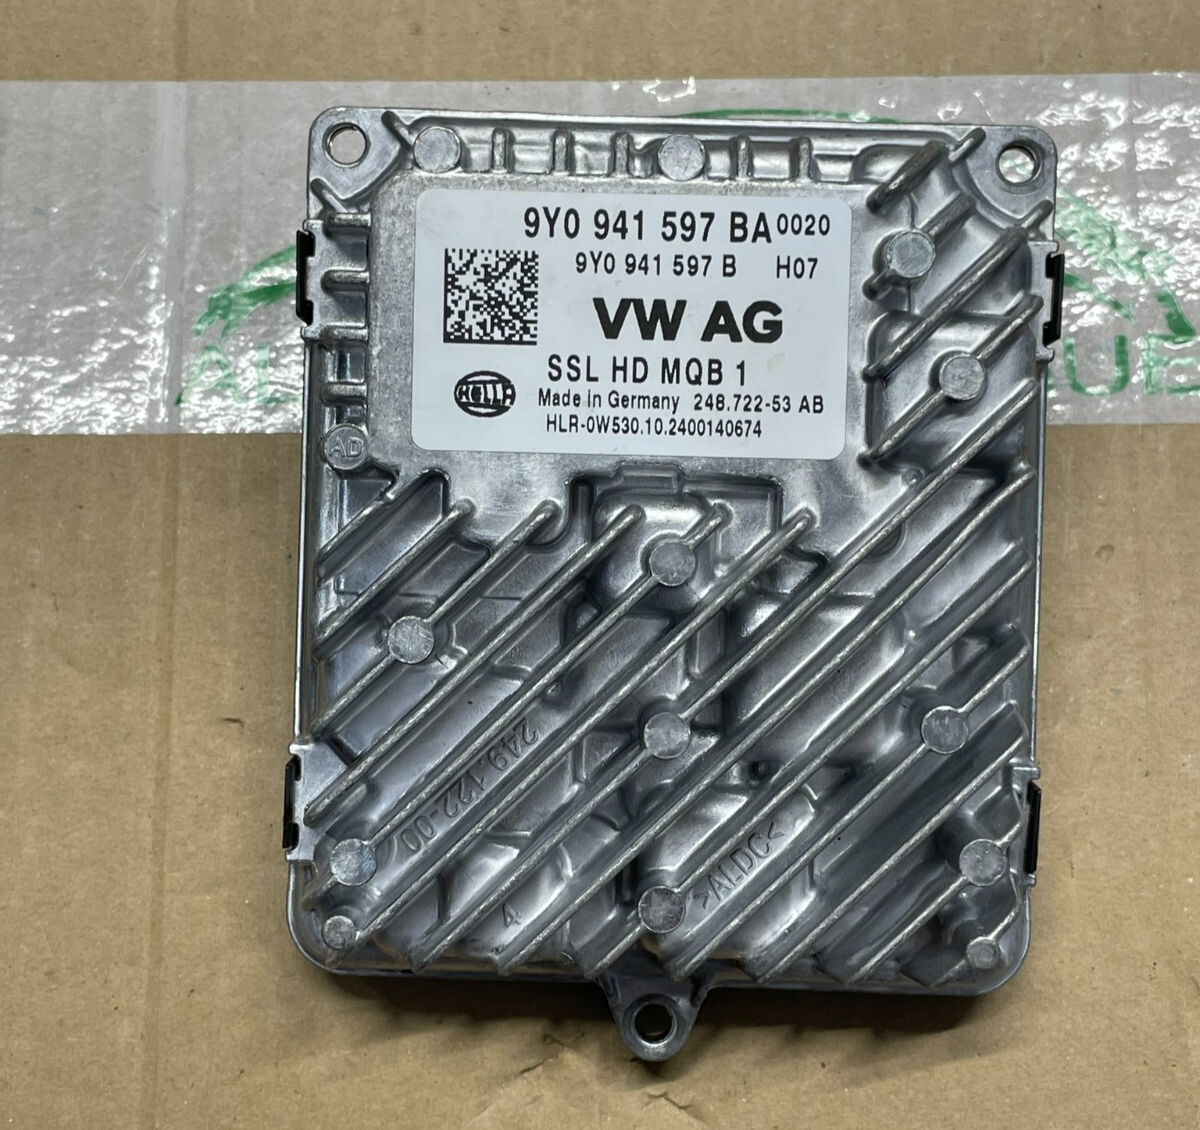 9Y0 941 597 BA 0020
9Y0 941 597 B H07
VW AG
SSL HD MQB 1
HELLA
Made in Germany 248.722-53 AB
HLR-0W530.10.2400140674
AD
249.122-00
>ALDC<
4